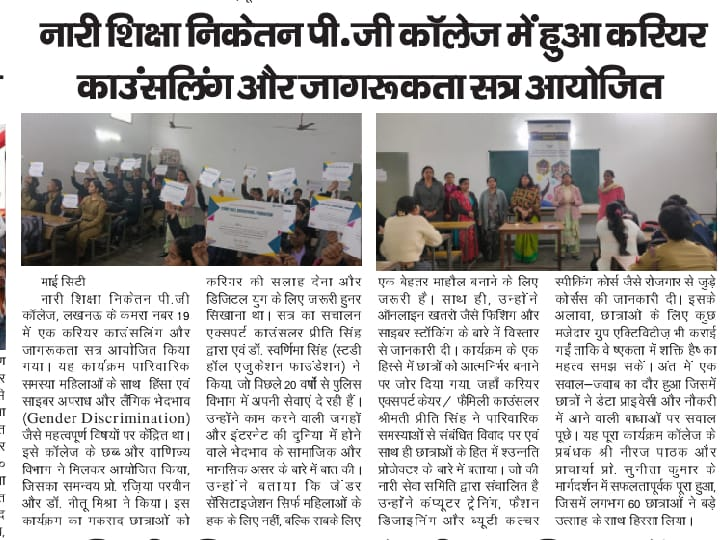 नारी शिक्षा निकेतन पी.जी कॉलेज में हुआ करियर
काउंसलिंग और जागरूकता सत्र आयोजित
माई सिटी
नारी शिक्षा निकेतन पी.जी
कॉलेज, लखनऊ के कमरा नंबर 19
में एक करियर काउंसलिंग और
जागरूकता सत्र आयोजित किया
गया। यह कार्यक्रम पारिवारिक
समस्या महिलाओं के साथ हिंसा एवं
साइबर अपराध और लैंगिक भेदभाव
(Gender Discrimination)
जैसे महत्वपूर्ण विषयों पर केंद्रित था।
इसे कॉलेज के छब्ब और वाणिज्य
विभाग ने मिलकर आयोजित किया,
जिसका समन्वय प्रो. रज़िया परवीन
और डॉ. नीतू मिश्रा ने किया। इस
कार्यक्रम का मकसद छात्राओं को
करियर की सलाह देना और
डिजिटल युग के लिए जरूरी हुनर
सिखाना था। सत्र का संचालन
एक्सपर्ट काउंसलर प्रीति सिंह
द्वारा एवं डॉ. स्वर्णिमा सिंह (स्टडी
हॉल एजुकेशन फाउंडेशन) ने
किया, जो पिछले 20 वर्षों से पुलिस
विभाग में अपनी सेवाएं दे रही हैं।
उन्होंने काम करने वाली जगहों
और इंटरनेट की दुनिया में होने
वाले भेदभाव के सामाजिक और
मानसिक असर के बारे में बात की।
उन्होंने बताया कि जेंडर
सेंसिटाइजेशन सिर्फ महिलाओं के
हक के लिए नहीं, बल्कि सबके लिए
एक बेहतर माहौल बनाने के लिए
जरूरी है। साथ ही, उन्होंने
ऑनलाइन खतरों जैसे फिशिंग और
साइबर स्टॉकिंग के बारे में विस्तार
से जानकारी दी। कार्यक्रम के एक
हिस्से में छात्रों को आत्मनिर्भर बनाने
पर जोर दिया गया, जहाँ करियर
एक्सपर्ट केयर/ फैमिली काउंसलर
श्रीमती प्रीति सिंह ने पारिवारिक
समस्याओं से संबंधित विवाद पर एवं
साथ ही छात्राओं के हित में श्उन्नति
प्रोजेक्टर के बारे में बताया। जो की
नारी सेवा समिति द्वारा संचालित है
उन्होंने कंप्यूटर ट्रेनिंग, फैशन
डिजाइनिंग और ब्यूटी कल्चर
स्पीकिंग कोर्स जैसे रोजगार से जुड़े
कोर्सेस की जानकारी दी। इसके
अलावा, छात्राओं के लिए कुछ
मजेदार ग्रुप एक्टिविटीज़ भी कराई
गईं ताकि वे ष्एकता में शक्ति हैष् का
महत्व समझ सकें। अंत में एक
सवाल-जवाब का दौर हुआ जिसमें
छात्रों ने डेटा प्राइवेसी और नौकरी
में आने वाली बाधाओं पर सवाल
पूछे। यह पूरा कार्यक्रम कॉलेज के
प्रबंधक श्री नीरज पाठक और
प्राचार्या प्रो. सुनीता कुमार के
मार्गदर्शन में सफलतापूर्वक पूरा हुआ,
जिसमें लगभग 60 छात्राओं ने बड़े
उत्साह के साथ हिस्सा लिया।